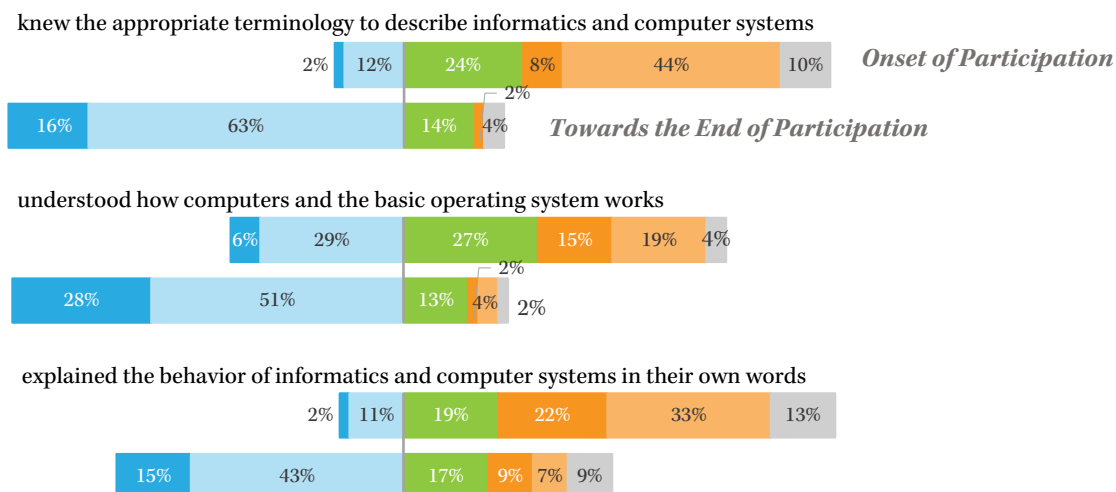 knew the appropriate terminology to describe informatics and computer systems
2% 12% 24% 8% 44% 10% Onset of Participation
2%
16% 63% 14% 4% Towards the End of Participation
understood how computers and the basic operating system works
6% 29% 27% 15% 19% 4%
2%
28% 51% 13% 4% 2%
explained the behavior of informatics and computer systems in their own words
2% 11% 19% 22% 33% 13%
15% 43% 17% 9% 7% 9%